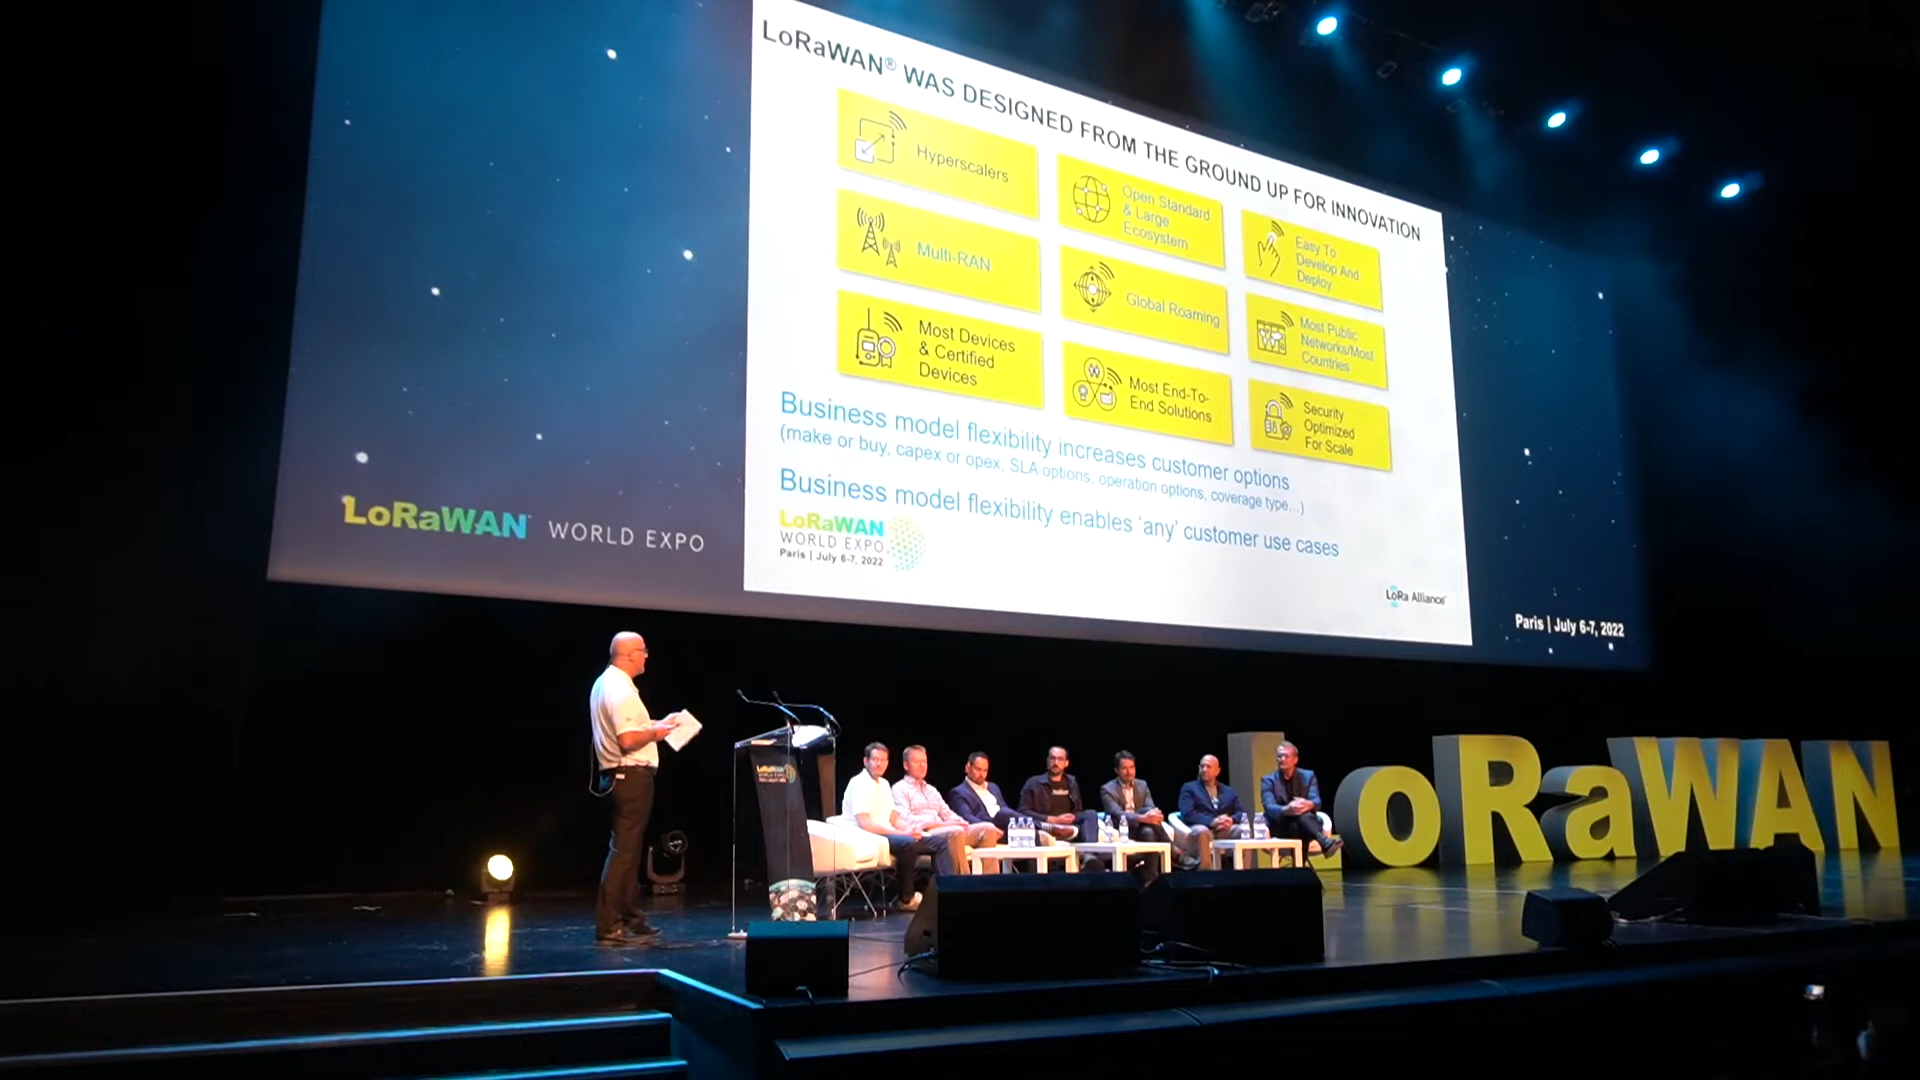 LoRaWAN® WAS DESIGNED FROM THE GROUND UP FOR INNOVATION
Hyperscalers
Open Standard
& Large
Ecosystem
Easy To
Develop And
Deploy
Multi-RAN
Global Roaming
Most Public
Networks/Most
Countries
Most Devices
& Certified
Devices
Most End-To-
End Solutions
Security
Optimized
For Scale
Business model flexibility increases customer options
(make or buy, capex or opex, SLA options, operation options, coverage type...)
Business model flexibility enables 'any' customer use cases
LoRaWAN
WORLD EXPO
Paris | July 6-7, 2022
LoRa Alliance
LoRaWAN WORLD EXPO
Paris | July 6-7, 2022
LoRaWAN
WORLD EXPO
LoRaWAN